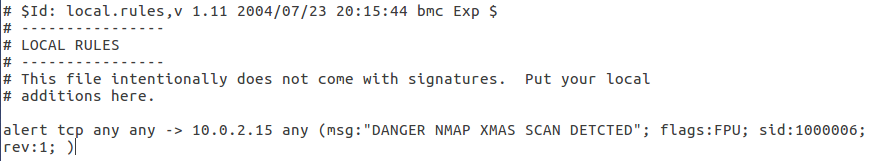 # $Id: local.rules,v 1.11 2004/07/23 20:15:44 bmc Exp $
# ----------------
# LOCAL RULES
# ----------------
# This file intentionally does not come with signatures.  Put your local
# additions here.
alert tcp any any -> 10.0.2.15 any (msg:"DANGER NMAP XMAS SCAN DETCTED"; flags:FPU; sid:1000006;
rev:1; )